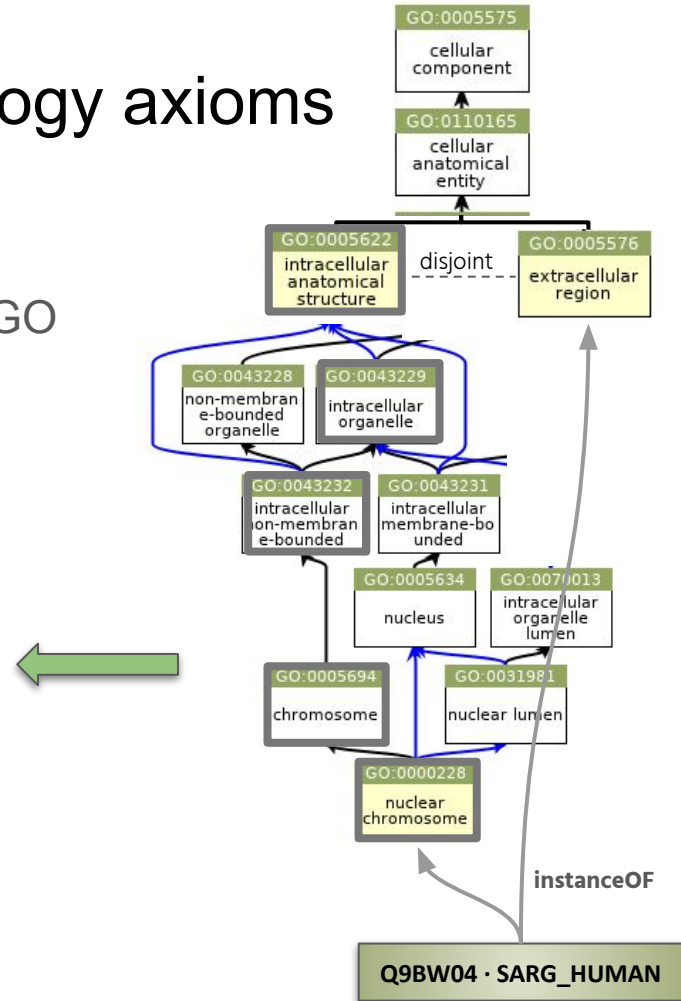 GO:0005575
cellular
component
ogy axioms
GO:0110165
cellular
anatomical
entity
GO:0005622
intracellular
anatomical
structure
disjoint
GO:0005576
extracellular
region
GO
GO:0043228
non-membran
e-bounded
organelle
GO:0043229
intracellular
organelle
GO:0043232
intracellular
non-membran
e-bounded
GO:0043231
intracellular
membrane-bo
unded
GO:0005634
nucleus
GO:0070013
intracellular
organelle
lumen
GO:0005694
chromosome
GO:0031981
nuclear lumen
GO:0000228
nuclear
chromosome
instanceOF
Q9BW04 · SARG_HUMAN